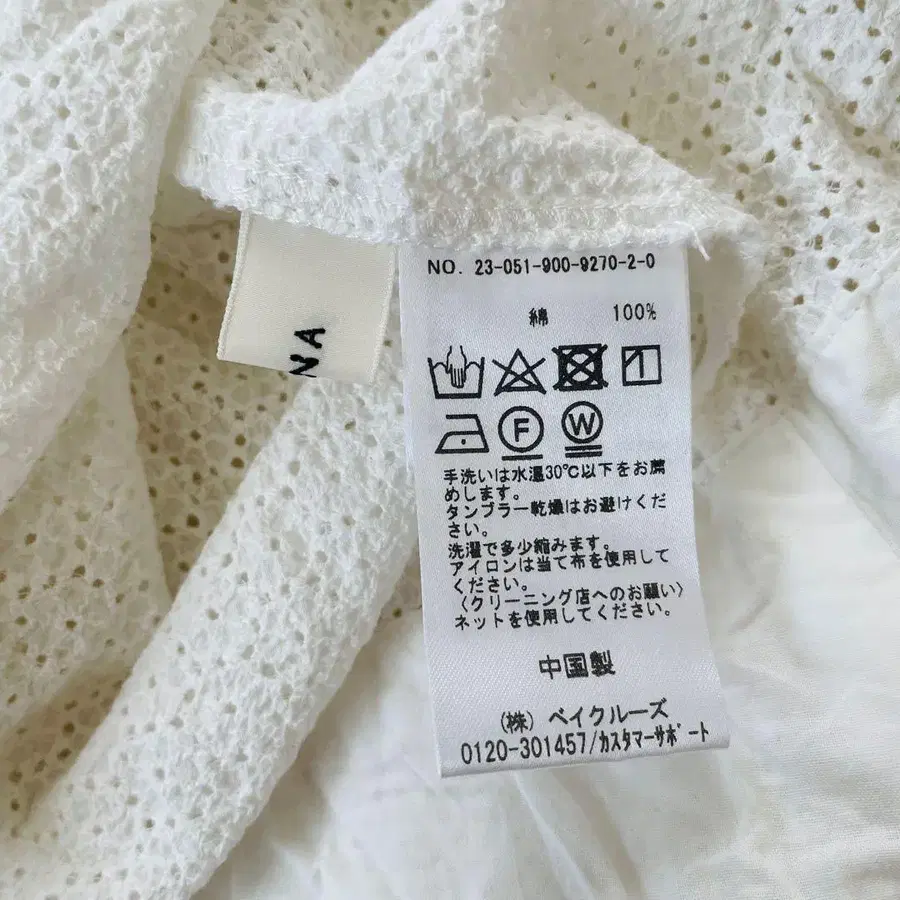 NA
NO. 23-051-900-9270-2-0
綿 100%
F W
手洗いは水温30℃以下をお薦
めします。
タンブラー乾燥はお避けくだ
さい。
洗濯で多少縮みます。
アイロンは当て布を使用して
ください。
〈クリーニング店へのお願い〉
ネットを使用してください。
中国製
(株) ベイクルーズ
0120-301457/ｶｽﾀﾏｰｻﾎﾟｰﾄ